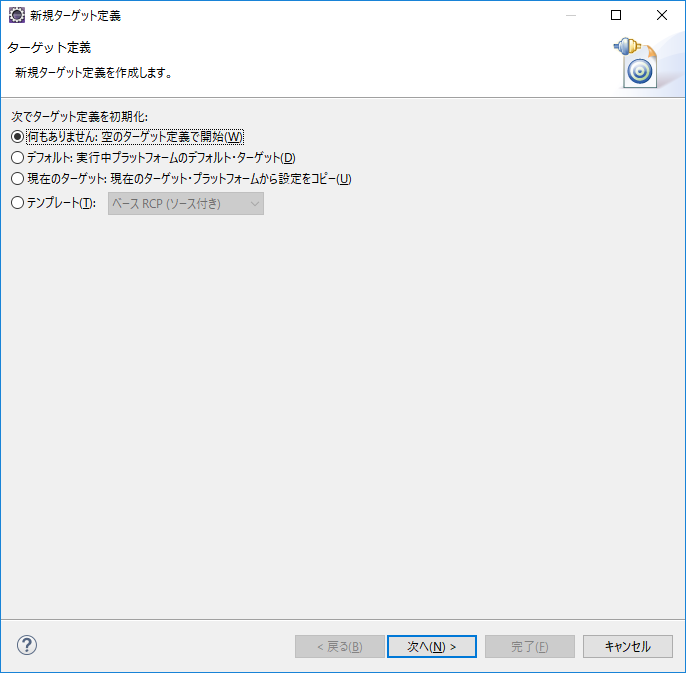 新規ターゲット定義
ターゲット定義
新規ターゲット定義を作成します。
次でターゲット定義を初期化:
何もありません: 空のターゲット定義で開始(W)
デフォルト: 実行中プラットフォームのデフォルト・ターゲット(D)
現在のターゲット: 現在のターゲット・プラットフォームから設定をコピー(U)
テンプレート(T): ベース RCP (ソース付き)
? < 戻る(B) 次へ(N) > 完了(F) キャンセル